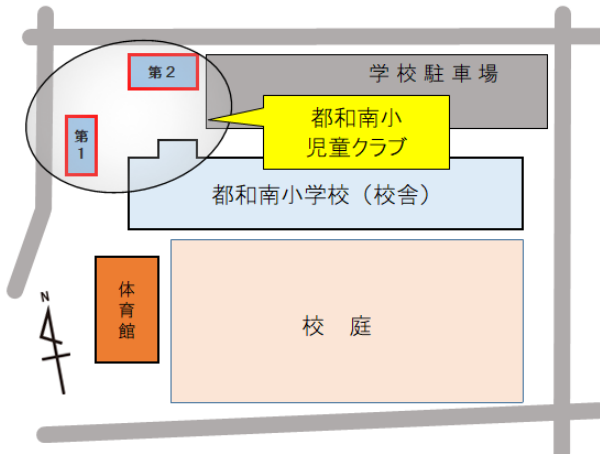 第２
学校駐車場
第
1
都和南小
児童クラブ
都和南小学校（校舎）
体
育
館
校　庭
N